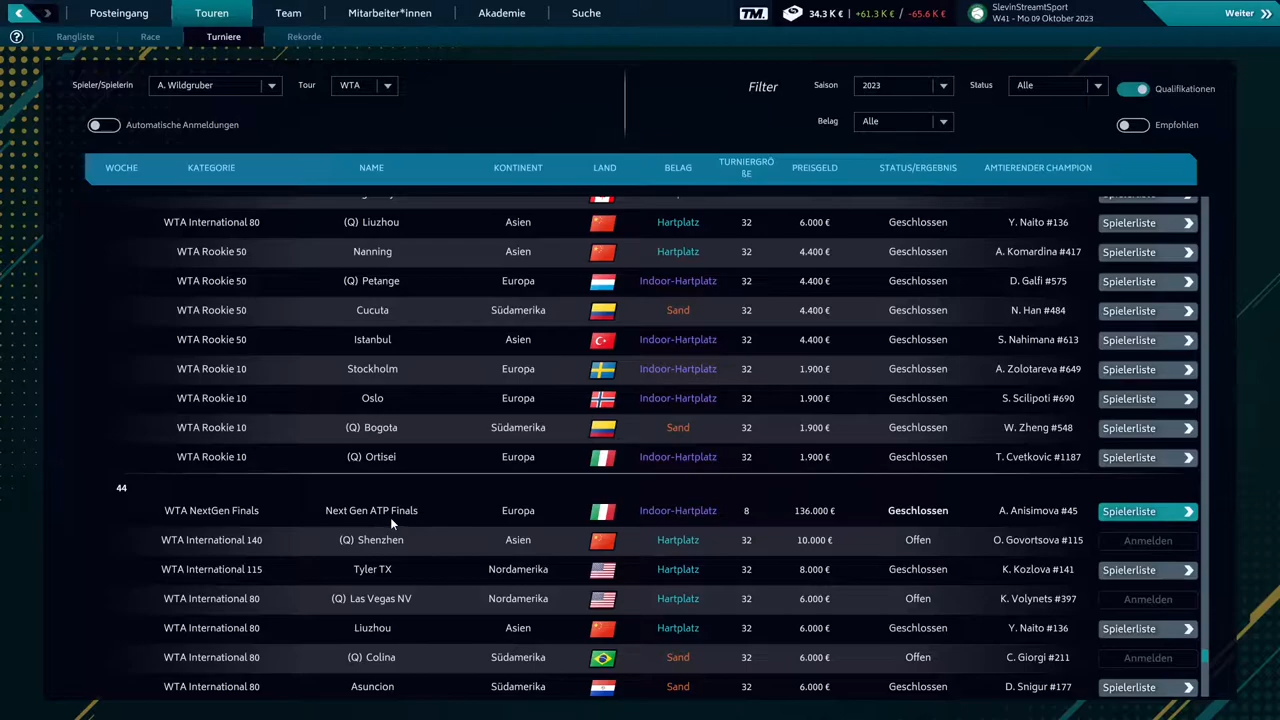 Posteingang Touren Team Mitarbeiter*innen Akademie Suche TM. 34.3 K € +61.3 K € -65.6 K € SlevinStreamSport
W41 - Mo 09 Oktober 2023 Weiter
Rangliste Race Turniere Rekorde
Spieler/Spielerin A. Wildgruber Tour WTA Filter Saison 2023 Status Alle Qualifikationen
Automatische Anmeldungen Belag Alle Empfohlen
WOCHE KATEGORIE NAME KONTINENT LAND BELAG TURNIERGRÖ
ßE PREISGELD STATUS/ERGEBNIS AMTIERENDER CHAMPION
WTA International 80 (Q) Liuzhou Asien Hartplatz 32 6.000 € Geschlossen Y. Naito #136 Spielerliste
WTA Rookie 50 Nanning Asien Hartplatz 32 4.400 € Geschlossen A. Komardina #417 Spielerliste
WTA Rookie 50 (Q) Petange Europa Indoor-Hartplatz 32 4.400 € Geschlossen D. Galfi #575 Spielerliste
WTA Rookie 50 Cucuta Südamerika Sand 32 4.400 € Geschlossen N. Han #484 Spielerliste
WTA Rookie 50 Istanbul Asien Indoor-Hartplatz 32 4.400 € Geschlossen S. Nahimana #613 Spielerliste
WTA Rookie 10 Stockholm Europa Indoor-Hartplatz 32 1.900 € Geschlossen A. Zolotareva #649 Spielerliste
WTA Rookie 10 Oslo Europa Indoor-Hartplatz 32 1.900 € Geschlossen S. Scilipoti #690 Spielerliste
WTA Rookie 10 (Q) Bogota Südamerika Sand 32 1.900 € Geschlossen W. Zheng #548 Spielerliste
WTA Rookie 10 (Q) Ortisei Europa Indoor-Hartplatz 32 1.900 € Geschlossen T. Cvetkovic #1187 Spielerliste
44
WTA NextGen Finals Next Gen ATP Finals Europa Indoor-Hartplatz 8 136.000 € Geschlossen A. Anisimova #45 Spielerliste
WTA International 140 (Q) Shenzhen Asien Hartplatz 32 10.000 € Offen O. Govortsova #115 Anmelden
WTA International 115 Tyler TX Nordamerika Hartplatz 32 8.000 € Geschlossen K. Kozlova #141 Spielerliste
WTA International 80 (Q) Las Vegas NV Nordamerika Hartplatz 32 6.000 € Offen K. Volynets #397 Anmelden
WTA International 80 Liuzhou Asien Hartplatz 32 6.000 € Geschlossen Y. Naito #136 Spielerliste
WTA International 80 (Q) Colina Südamerika Sand 32 6.000 € Offen C. Giorgi #211 Anmelden
WTA International 80 Asuncion Südamerika Sand 32 6.000 € Geschlossen D. Snigur #177 Spielerliste